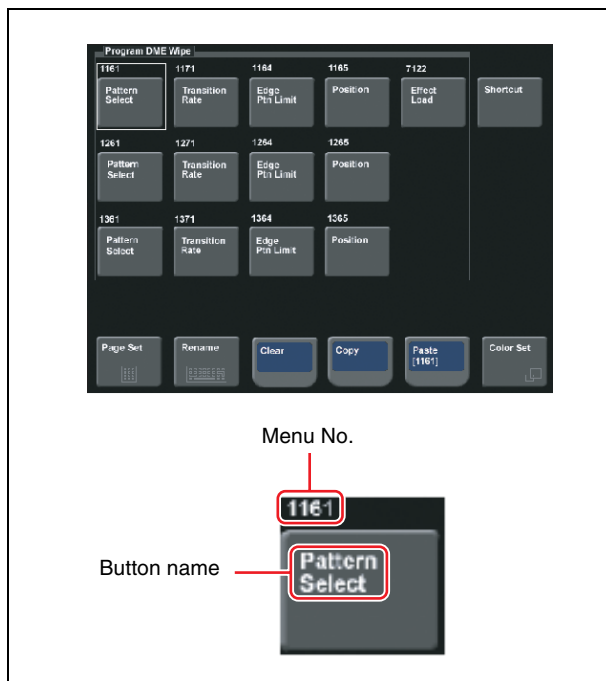 Program DME Wipe
1161 1171 1164 1165 7122
Pattern Select Transition Rate Edge Ptn Limit Position Effect Load Shortcut
1261 1271 1264 1265
Pattern Select Transition Rate Edge Ptn Limit Position
1361 1371 1364 1365
Pattern Select Transition Rate Edge Ptn Limit Position
Page Set Rename Clear Copy Paste [1161] Color Set
Menu No.
1161
Button name
Pattern
Select